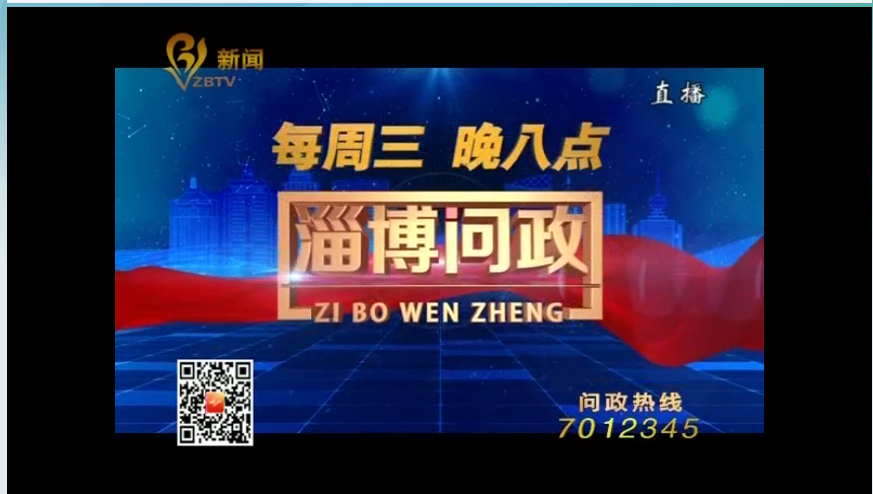 新闻
ZBTV
直播
每周三 晚八点
淄博问政
ZI BO WEN ZHENG
问政热线
7012345